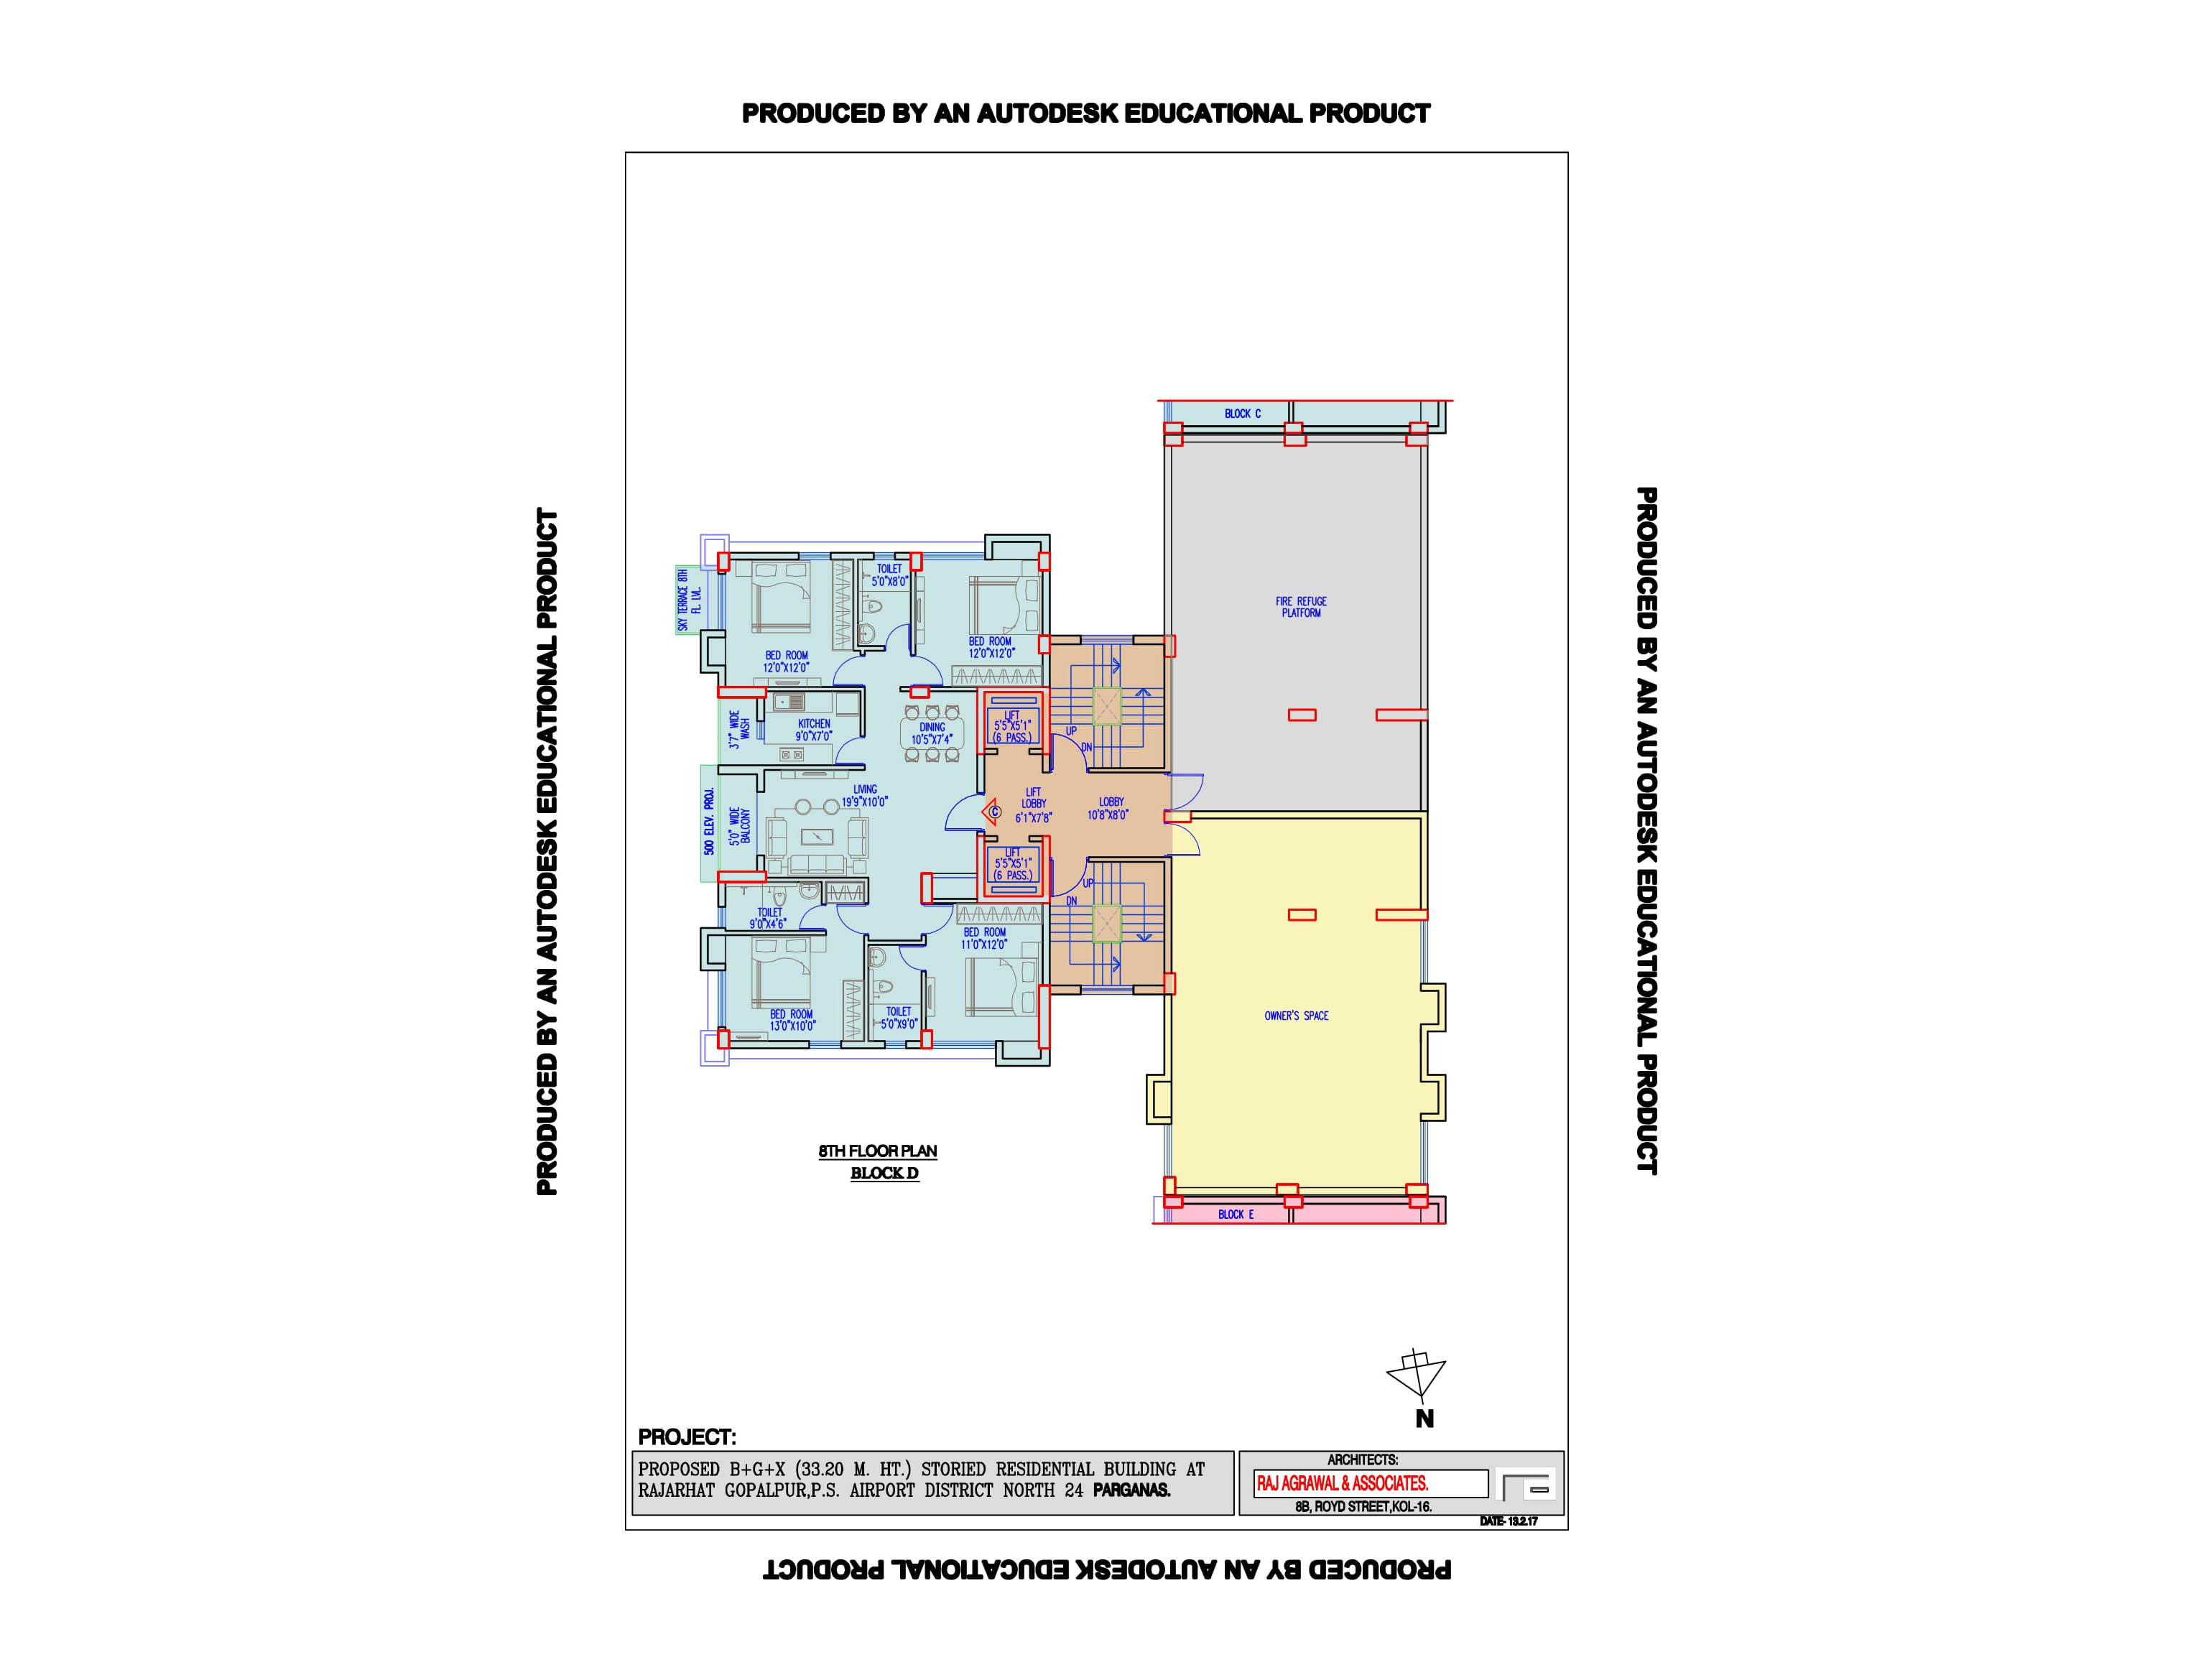 PRODUCED BY AN AUTODESK EDUCATIONAL PRODUCT
PRODUCED BY AN AUTODESK EDUCATIONAL PRODUCT
PRODUCED BY AN AUTODESK EDUCATIONAL PRODUCT
BLOCK C
FIRE REFUGE
PLATFORM
SKY TERRACE 8TH
FL. LVL.
TOILET
5'0"X8'0"
BED ROOM
12'0"X12'0"
BED ROOM
12'0"X12'0"
3'7" WIDE
WASH
KITCHEN
9'0"X7'0"
DINING
10'5"X7'4"
LIFT
5'5"X5'1"
(6 PASS.)
UP
DN
500 ELEV. PROJ.
5'0" WIDE
BALCONY
LIVING
19'9"X10'0"
C
LIFT
LOBBY
6'1"X7'8"
LOBBY
10'8"X8'0"
LIFT
5'5"X5'1"
(6 PASS.)
UP
DN
TOILET
9'0"X4'6"
BED ROOM
11'0"X12'0"
BED ROOM
13'0"X10'0"
TOILET
5'0"X9'0"
OWNER'S SPACE
8TH FLOOR PLAN
BLOCK D
BLOCK E
N
PROJECT:
PROPOSED B+G+X (33.20 M. HT.) STORIED RESIDENTIAL BUILDING AT
RAJARHAT GOPALPUR,P.S. AIRPORT DISTRICT NORTH 24 PARGANAS.
ARCHITECTS:
RAJ AGRAWAL & ASSOCIATES.
8B, ROYD STREET,KOL-16.
DATE- 13.2.17
PRODUCED BY AN AUTODESK EDUCATIONAL PRODUCT